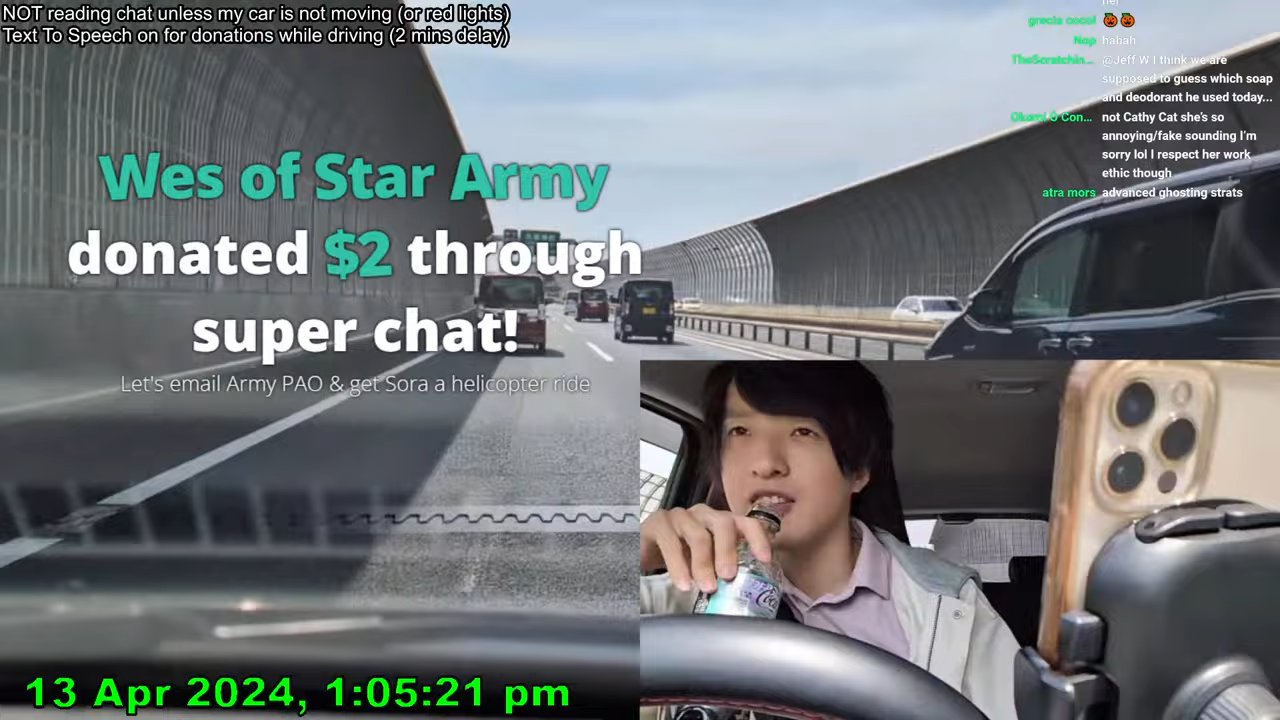 NOT reading chat unless my car is not moving (or red lights)
Text To Speech on for donations while driving (2 mins delay)
grecia cocol 🎃🎃
Nop hahah
TheScratchin... @Jeff W I think we are
supposed to guess which soap
and deodorant he used today...
Okami Ō Con... not Cathy Cat she's so
annoying/fake sounding I'm
sorry lol I respect her work
ethic though
atra mors advanced ghosting strats
Wes of Star Army
donated $2 through
super chat!
Let's email Army PAO & get Sora a helicopter ride
13 Apr 2024, 1:05:21 pm